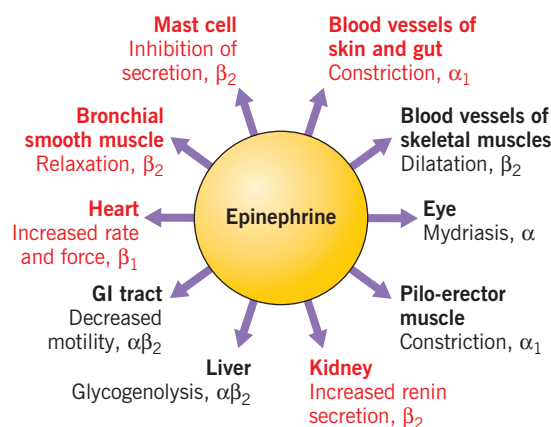 Mast cell
Inhibition of
secretion, β₂
Blood vessels of
skin and gut
Constriction, α₁
Bronchial
smooth muscle
Relaxation, β₂
Blood vessels of
skeletal muscles
Dilatation, β₂
Heart
Increased rate
and force, β₁
Epinephrine
Eye
Mydriasis, α
GI tract
Decreased
motility, αβ₂
Pilo-erector
muscle
Constriction, α₁
Liver
Glycogenolysis, αβ₂
Kidney
Increased renin
secretion, β₂